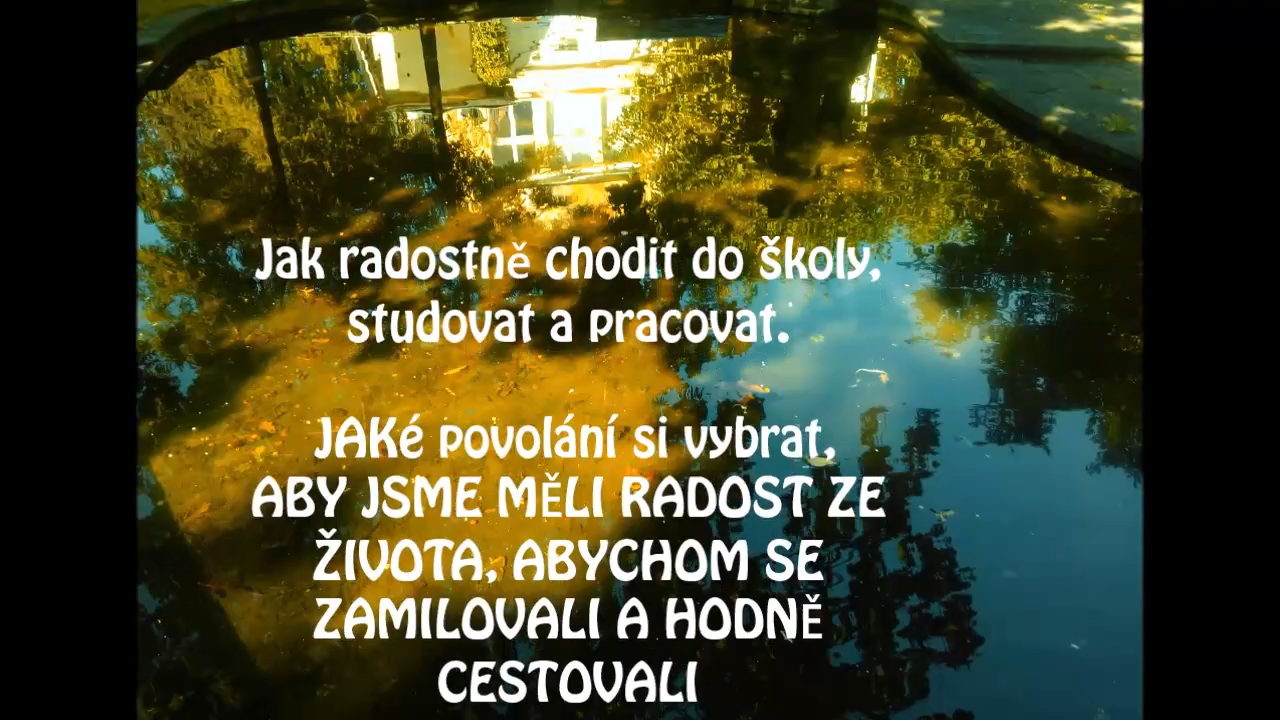 Jak radostně chodit do školy,
studovat a pracovat.
JAKé povolání si vybrat,
ABY JSME MĚLI RADOST ZE
ŽIVOTA, ABYCHOM SE
ZAMILOVALI A HODNĚ
CESTOVALI